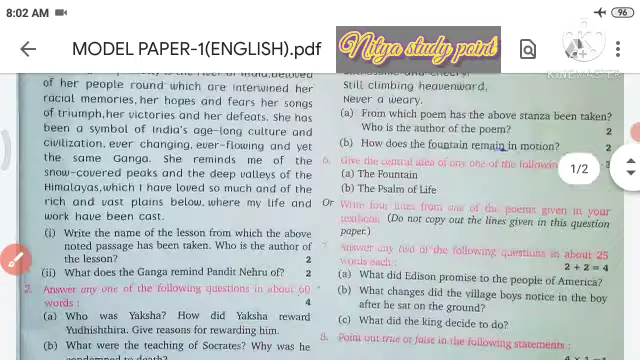 8:02 AM
96
MODEL PAPER-1(ENGLISH).pdf
Nitya study point
KINEMASTER
1/2
of her people round which are interwined her
racial memories, her hopes and fears her songs
of triumph, her victories and her defeats. She has
been a symbol of India's age-long culture and
civilization, ever changing, ever-flowing and yet
the same Ganga. She reminds me of the
snow-covered peaks and the deep valleys of the
Himalayas, which I have loved so much and of the
rich and vast plains below, where my life and
work have been cast.
(i) Write the name of the lesson from which the above
noted passage has been taken. Who is the author of
the lesson? 2
(ii) What does the Ganga remind Pandit Nehru of? 2
2. Answer any one of the following questions in about 60
words : 4
(a) Who was Yaksha? How did Yaksha reward
Yudhishthira? Give reasons for rewarding him.
(b) What were the teaching of Socrates? Why was he
condemned to death?
Still climbing heavenward,
Never a weary.
(a) From which poem has the above stanza been taken?
Who is the author of the poem? 2
(b) How does the fountain remain in motion? 2
6. Give the central idea of any one of the following
(a) The Fountain
(b) The Psalm of Life
Or Write four lines from one of the poems given in your
textbook. (Do not copy out the lines given in this question
paper.)
7. Answer any two of the following questions in about 25
words each : 2 + 2 = 4
(a) What did Edison promise to the people of America?
(b) What changes did the village boys notice in the boy
after he sat on the ground?
(c) What did the king decide to do?
8. Point out true or false in the following statements :